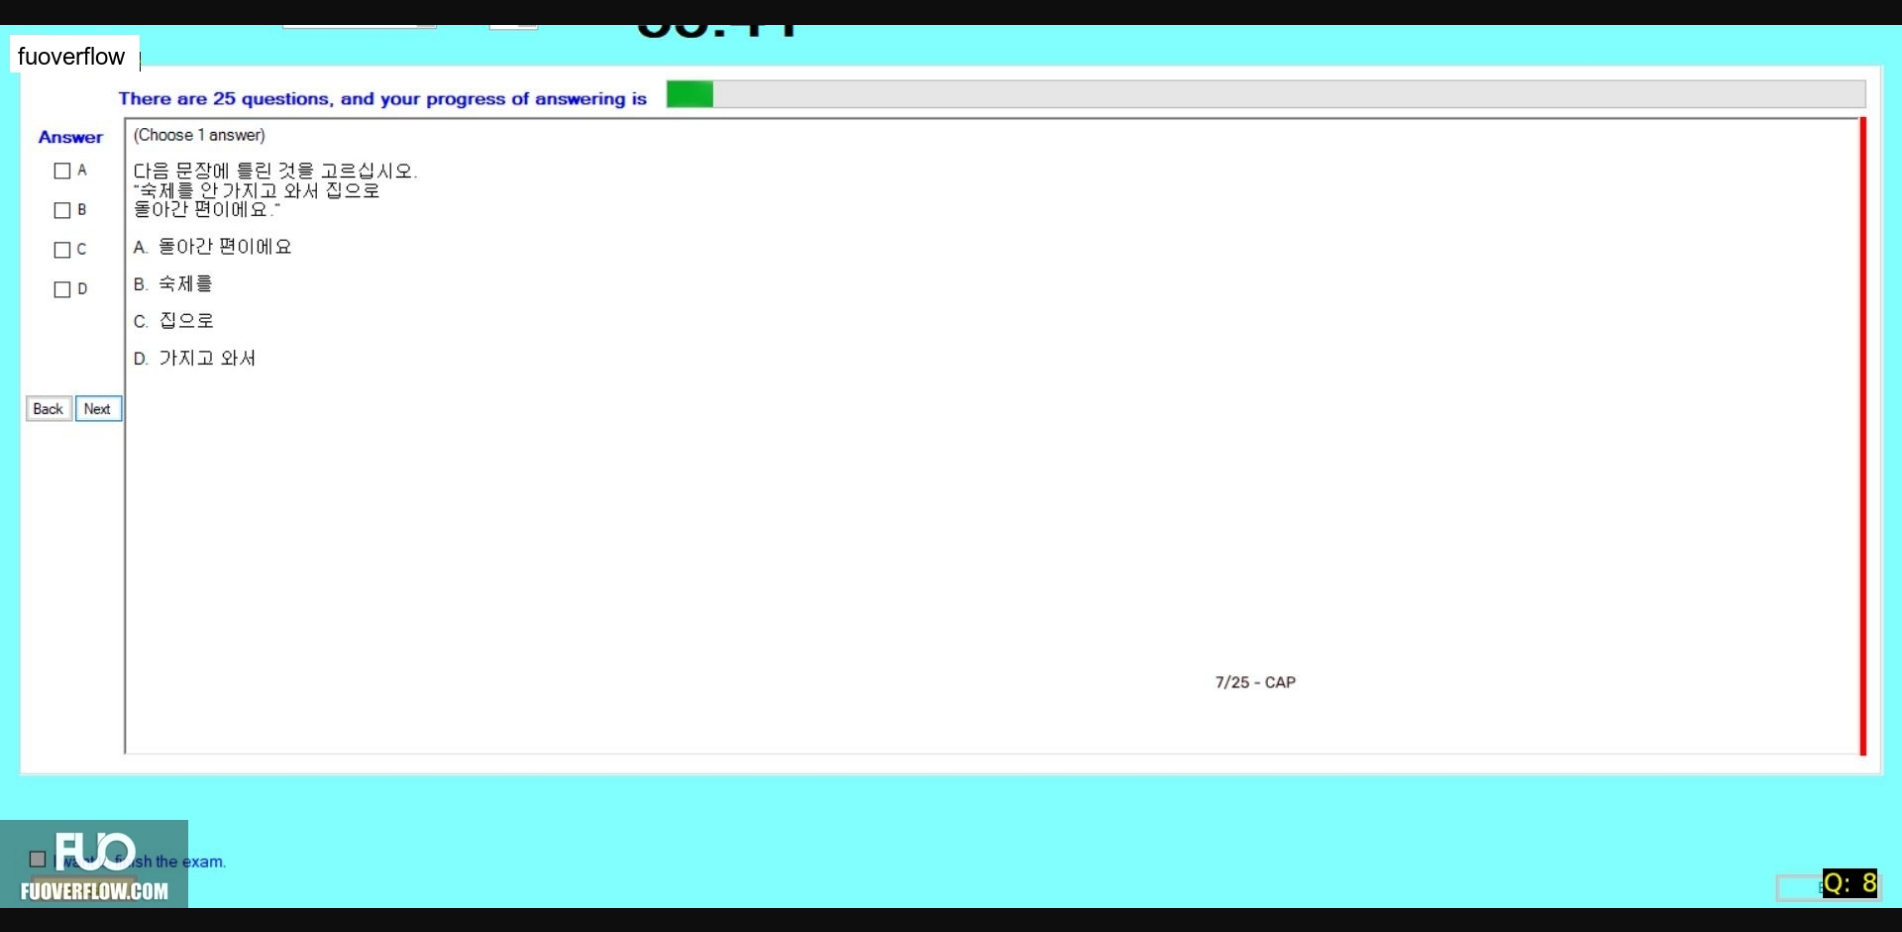 fuoverflow
There are 25 questions, and your progress of answering is
Answer
(Choose 1 answer)
A
B
C
D
다음 문장에 틀린 것을 고르십시오.
"숙제를 안 가지고 와서 집으로
돌아간 편이에요."
A. 돌아간 편이에요
B. 숙제를
C. 집으로
D. 가지고 와서
Back Next
7/25 - CAP
FUO
sh the exam.
FUOVERFLOW.COM
Q: 8